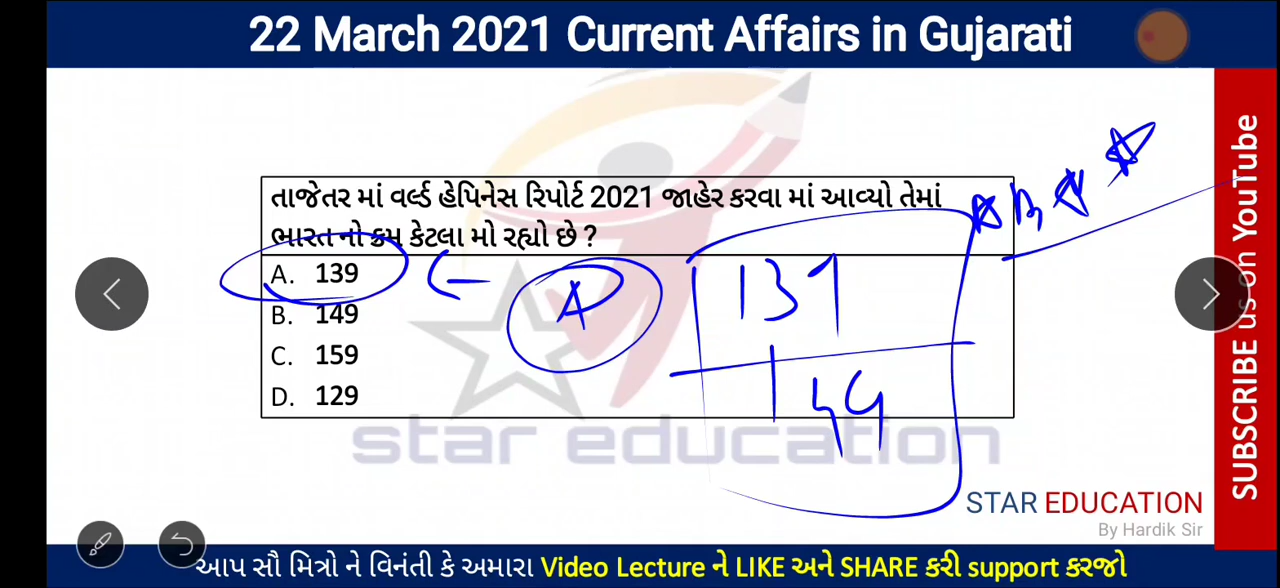 22 March 2021 Current Affairs in Gujarati
તાજેતર માં વર્લ્ડ હેપિનેસ રિપોર્ટ 2021 જાહેર કરવા માં આવ્યો તેમાં
ભારત નો ક્રમ કેટલા મો રહ્યો છે ?
A. 139
B. 149
C. 159
D. 129
A
139
149
star education
STAR EDUCATION
By Hardik Sir
SUBSCRIBE us on YouTube
આપ સૌ મિત્રો ને વિનંતી કે અમારા Video Lecture ને LIKE અને SHARE કરી support કરજો